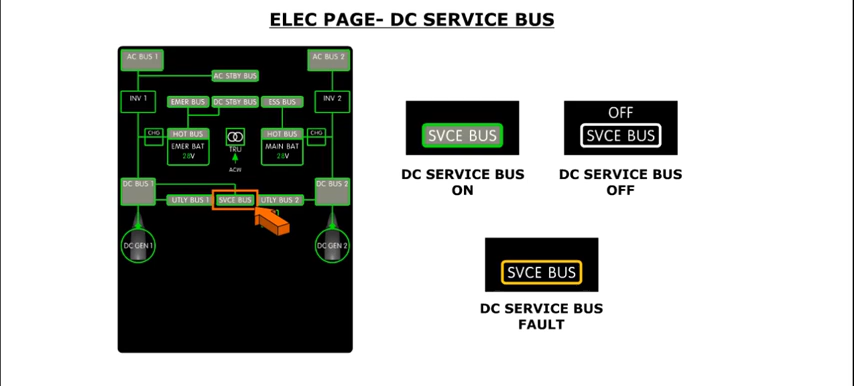 ELEC PAGE- DC SERVICE BUS
AC BUS 1
AC BUS 2
AC STBY BUS
INV 1
EMER BUS
DC STBY BUS
ESS BUS
INV 2
CHG
HOT BUS
EMER BAT
28V
TRU
ACW
HOT BUS
MAIN BAT
28V
CHG
DC BUS 1
DC BUS 2
UTLY BUS 1
SVCE BUS
UTLY BUS 2
DC GEN 1
DC GEN 2
SVCE BUS
DC SERVICE BUS
ON
OFF
SVCE BUS
DC SERVICE BUS
OFF
SVCE BUS
DC SERVICE BUS
FAULT